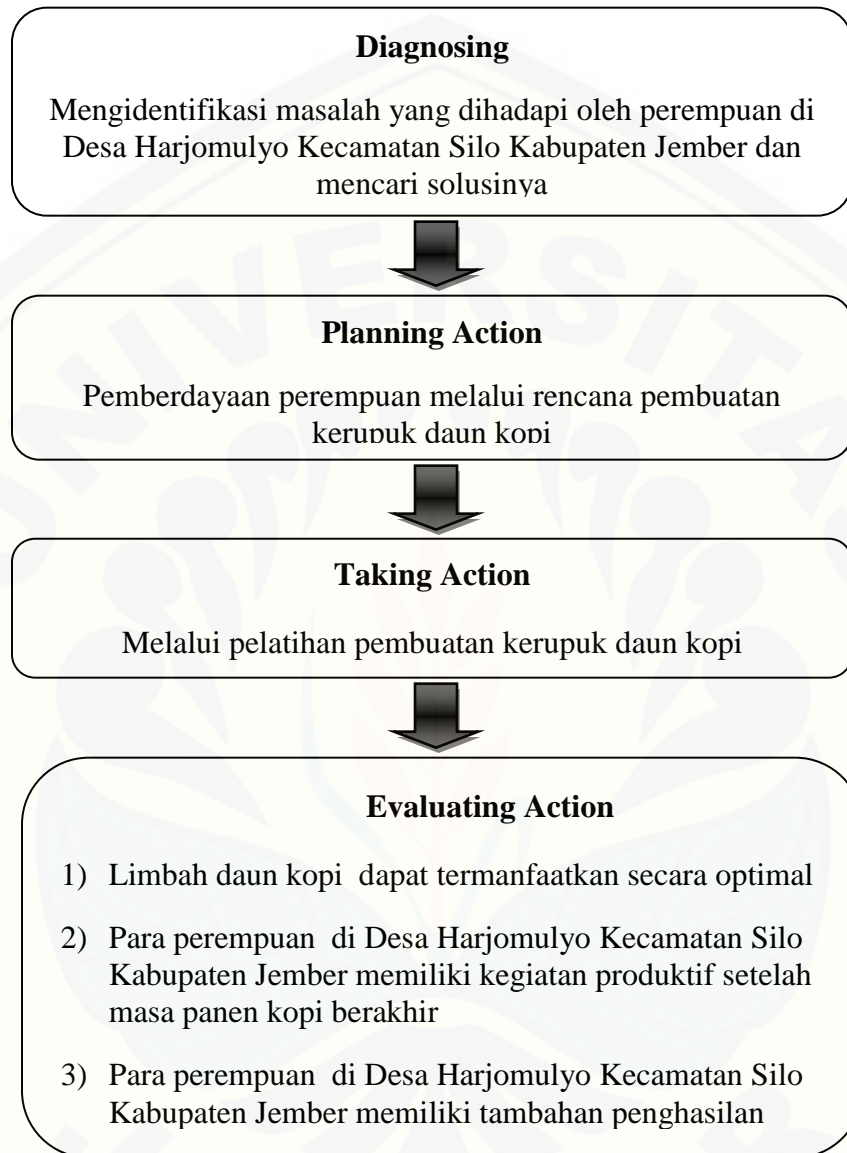 Diagnosing
Mengidentifikasi masalah yang dihadapi oleh perempuan di
Desa Harjomulyo Kecamatan Silo Kabupaten Jember dan
mencari solusinya
Planning Action
Pemberdayaan perempuan melalui rencana pembuatan
kerupuk daun kopi
Taking Action
Melalui pelatihan pembuatan kerupuk daun kopi
Evaluating Action
1) Limbah daun kopi dapat termanfaatkan secara optimal
2) Para perempuan di Desa Harjomulyo Kecamatan Silo
Kabupaten Jember memiliki kegiatan produktif setelah
masa panen kopi berakhir
3) Para perempuan di Desa Harjomulyo Kecamatan Silo
Kabupaten Jember memiliki tambahan penghasilan